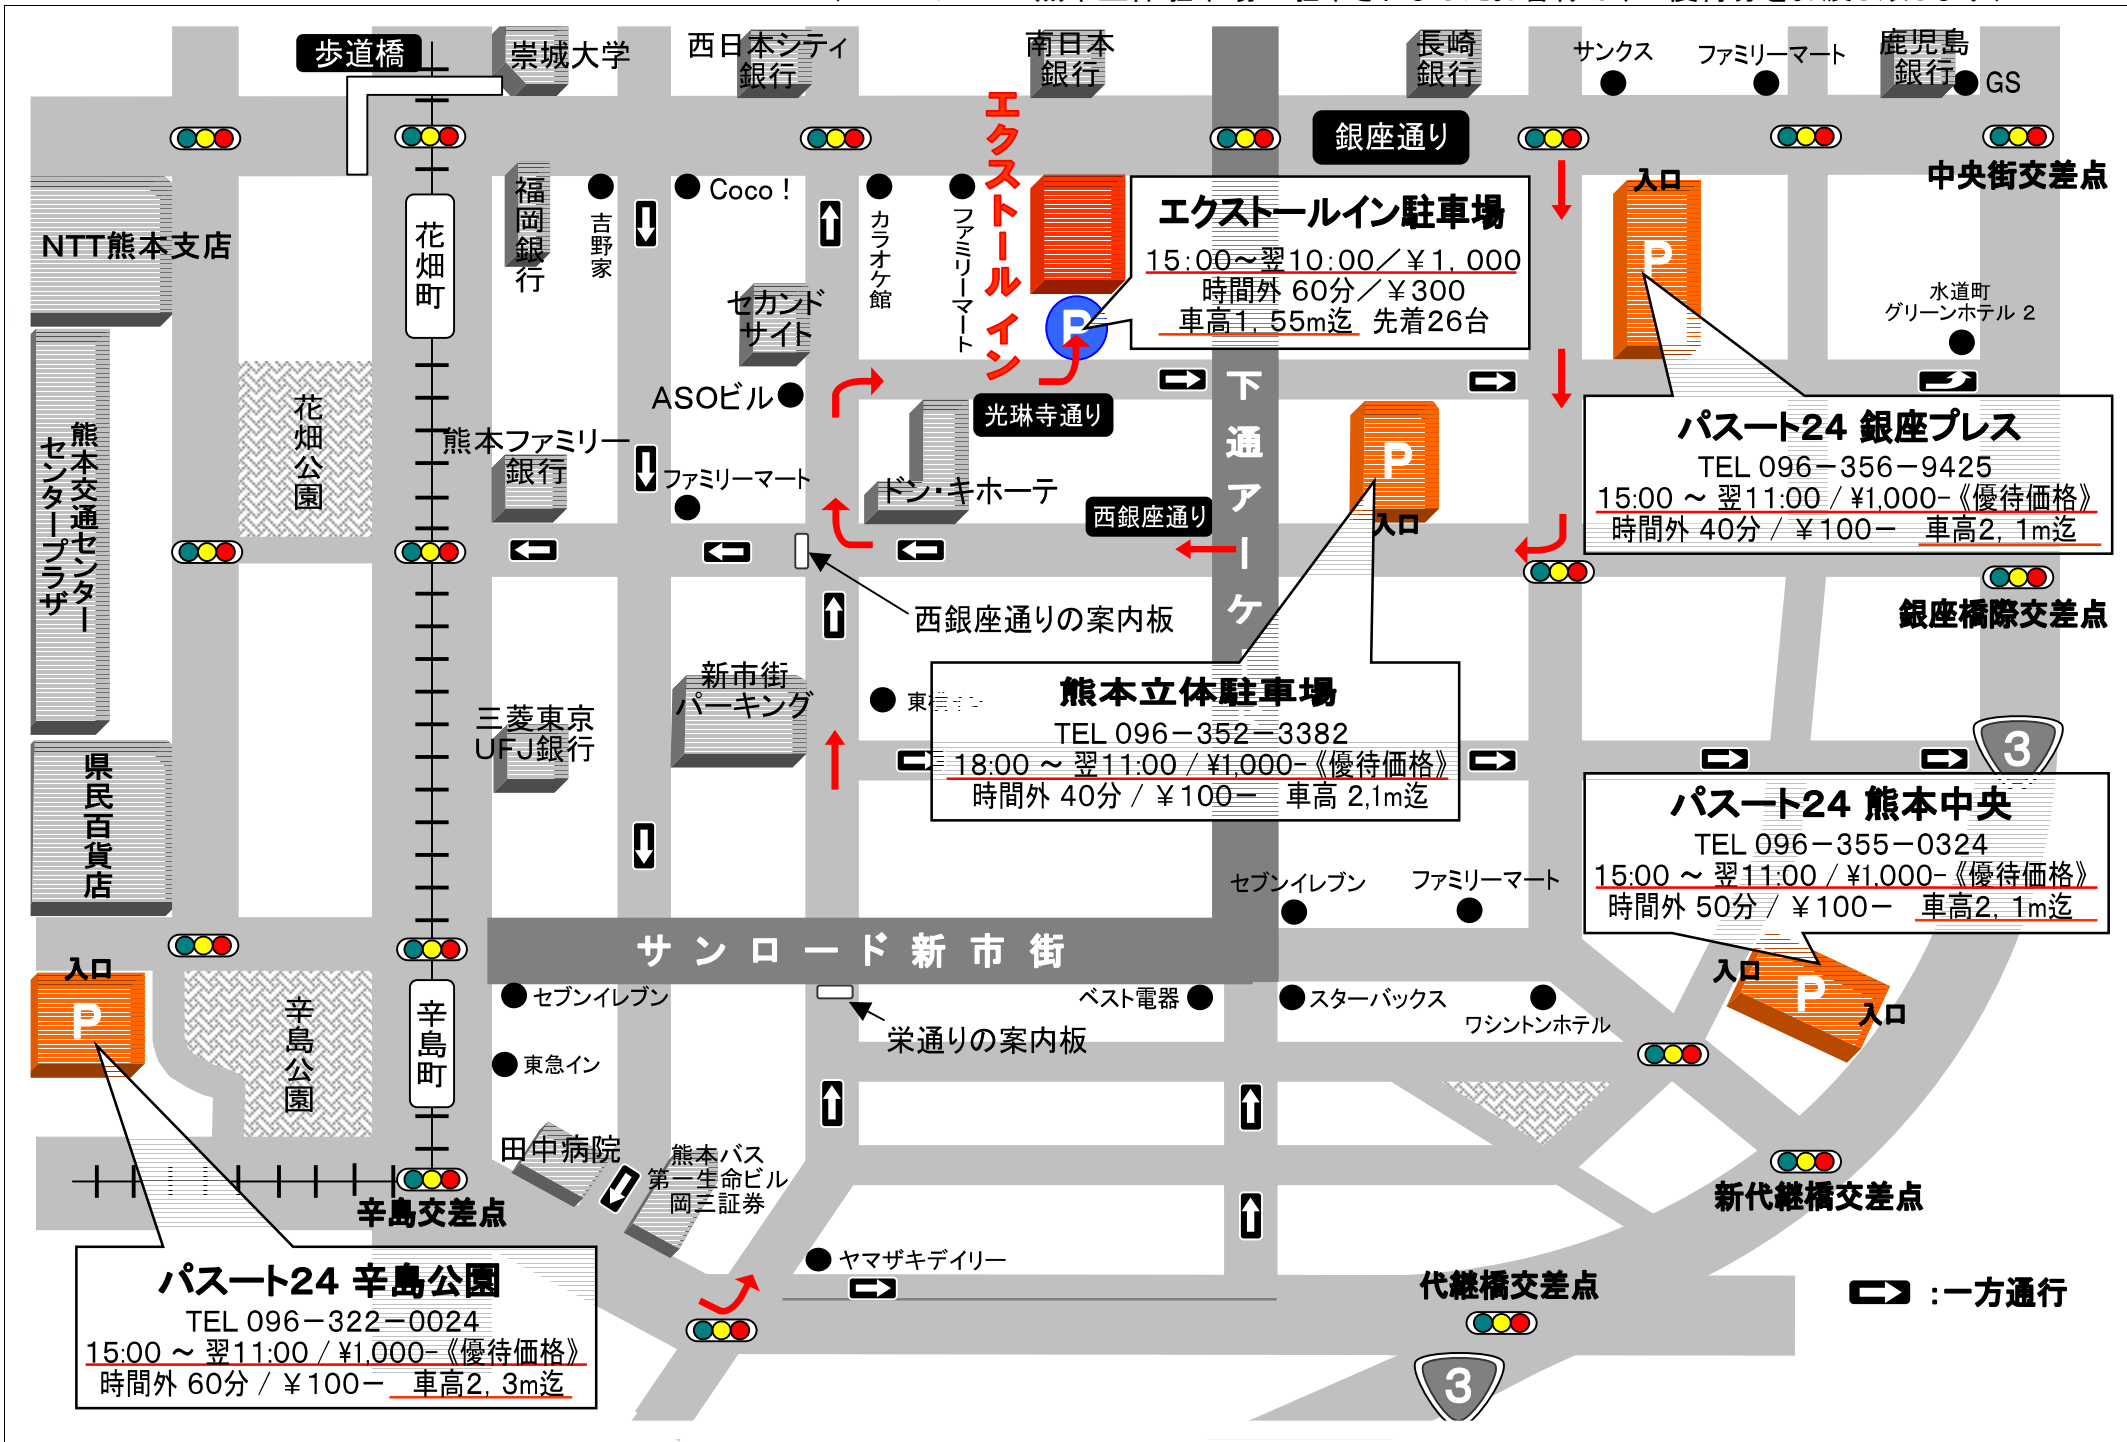 歩道橋
崇城大学
西日本シティ
銀行
南日本
銀行
長崎
銀行
サンクス
ファミリーマート
鹿児島
銀行
GS
銀座通り
中央街交差点
NTT熊本支店
花畑町
福岡銀行
吉野家
Coco!
カラオケ館
ファミリーマート
エクストールイン
エクストールイン駐車場
15:00～翌10:00／￥1,000
時間外 60分／￥300
車高1, 55m迄 先着26台
P
入口
P
水道町
グリーンホテル 2
セカンド
サイト
ASOビル
光琳寺通り
下通アーケ
パスート24 銀座プレス
TEL 096－356－9425
15:00 ～ 翌11:00 / ¥1,000-《優待価格》
時間外 40分 / ￥100－ 車高2, 1m迄
花畑公園
熊本交通センター
センタープラザ
熊本ファミリー
銀行
ファミリーマート
ドン・キホーテ
西銀座通り
P
入口
西銀座通りの案内板
銀座橋際交差点
新市街
パーキング
三菱東京
UFJ銀行
熊本立体駐車場
TEL 096－352－3382
18:00 ～ 翌11:00 / ¥1,000-《優待価格》
時間外 40分 / ￥100－ 車高 2,1m迄
3
県民百貨店
パスート24 熊本中央
TEL 096－355－0324
15:00 ～ 翌11:00 / ¥1,000-《優待価格》
時間外 50分 / ￥100－ 車高2, 1m迄
セブンイレブン
ファミリーマート
サンロード新市街
入口
P
入口
P
入口
辛島公園
辛島町
セブンイレブン
東急イン
栄通りの案内板
ベスト電器
スターバックス
ワシントンホテル
田中病院
熊本バス
第一生命ビル
岡三証券
辛島交差点
新代継橋交差点
ヤマザキデイリー
代継橋交差点
：一方通行
パスート24 辛島公園
TEL 096－322－0024
15:00 ～ 翌11:00 / ¥1,000-《優待価格》
時間外 60分 / ￥100－ 車高2, 3m迄
3